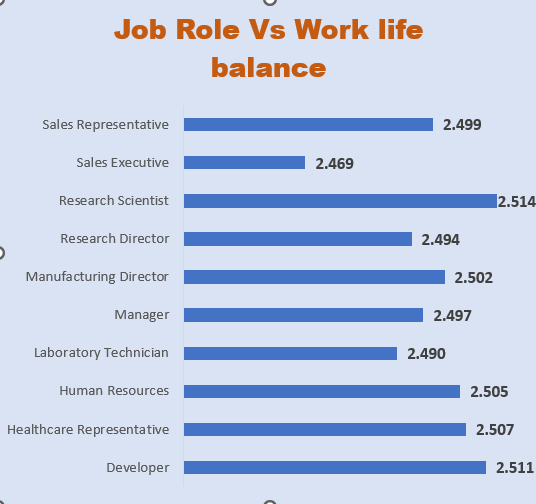 Job Role Vs Work life
balance
Sales Representative 2.499
Sales Executive 2.469
Research Scientist 2.514
Research Director 2.494
Manufacturing Director 2.502
Manager 2.497
Laboratory Technician 2.490
Human Resources 2.505
Healthcare Representative 2.507
Developer 2.511